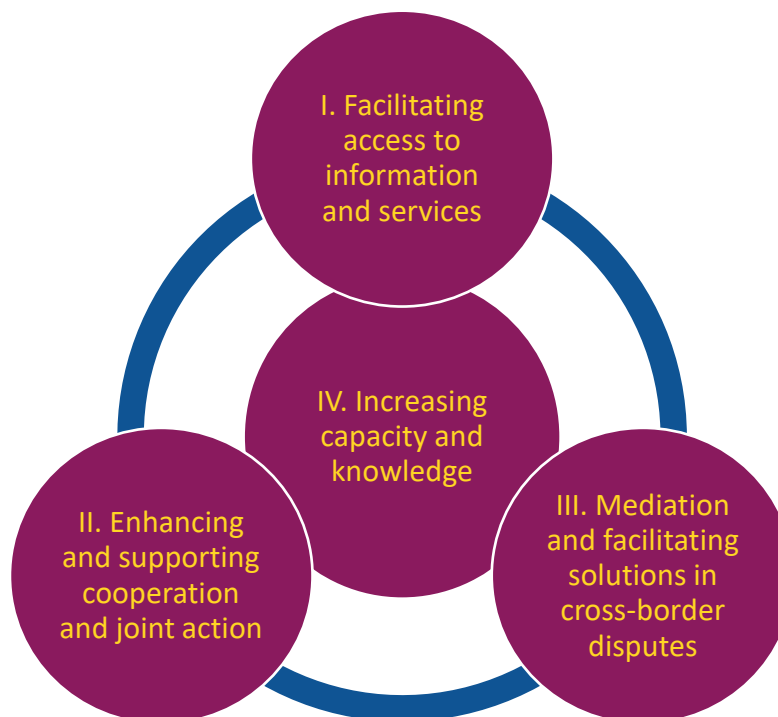 I. Facilitating
access to
information
and services
IV. Increasing
capacity and
knowledge
II. Enhancing
and supporting
cooperation
and joint action
III. Mediation
and facilitating
solutions in
cross-border
disputes